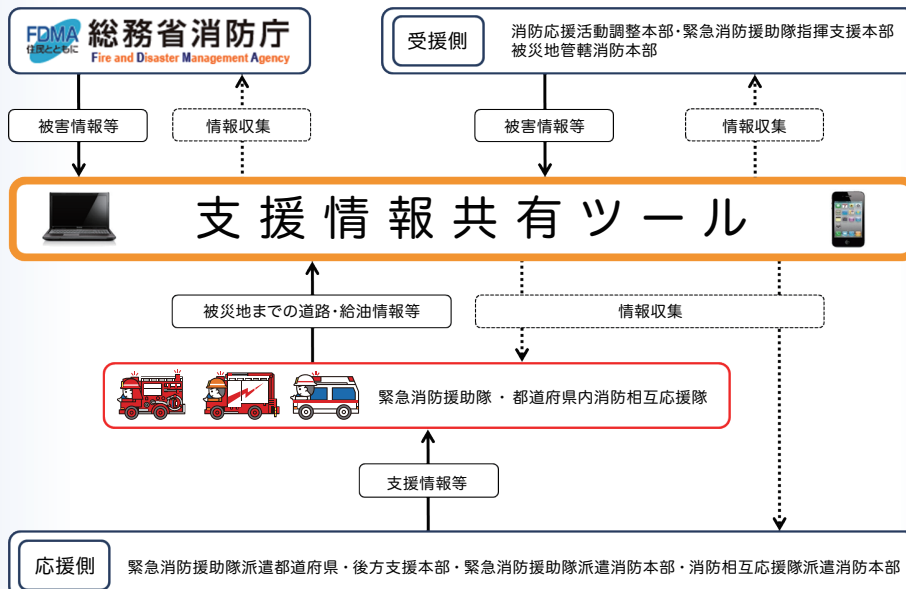 FDMA
住民とともに
総務省消防庁
Fire and Disaster Management Agency
受援側
消防応援活動調整本部・緊急消防援助隊指揮支援本部
被災地管轄消防本部
被害情報等
情報収集
被害情報等
情報収集
支援情報共有ツール
被災地までの道路・給油情報等
情報収集
緊急消防援助隊・都道府県内消防相互応援隊
支援情報等
応援側
緊急消防援助隊派遣都道府県・後方支援本部・緊急消防援助隊派遣消防本部・消防相互応援隊派遣消防本部